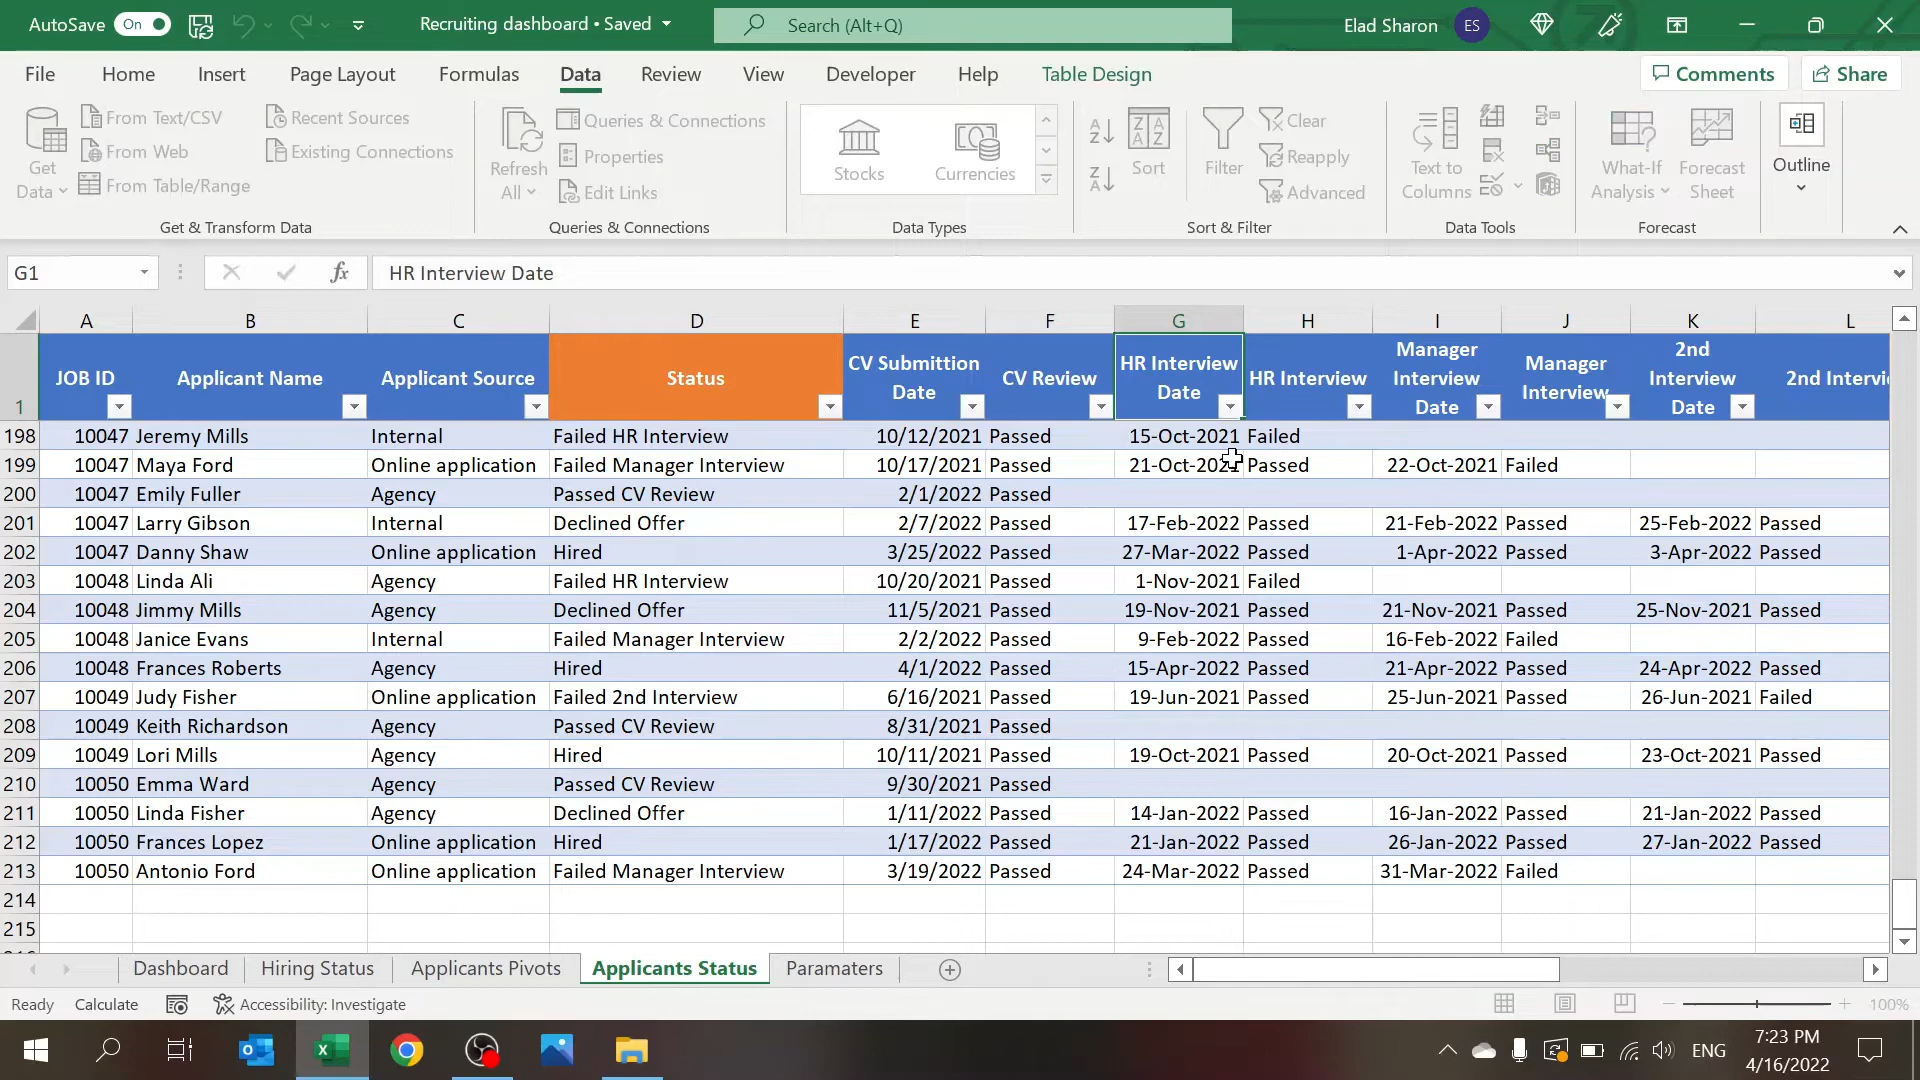 AutoSave On Recruiting dashboard • Saved Search (Alt+Q) Elad Sharon ES
File Home Insert Page Layout Formulas Data Review View Developer Help Table Design Comments Share
Get Data From Text/CSV From Web From Table/Range Recent Sources Existing Connections
Get & Transform Data
Refresh All Queries & Connections Properties Edit Links
Queries & Connections
Stocks Currencies
Data Types
Sort Filter Clear Reapply Advanced
Sort & Filter
Text to Columns
Data Tools
What-If Analysis Forecast Sheet
Forecast
Outline
G1 fx HR Interview Date
A B C D E F G H I J K L
1 JOB ID Applicant Name Applicant Source Status CV Submittion Date CV Review HR Interview Date HR Interview Manager Interview Date Manager Interview 2nd Interview Date 2nd Intervi
198 10047 Jeremy Mills Internal Failed HR Interview 10/12/2021 Passed 15-Oct-2021 Failed
199 10047 Maya Ford Online application Failed Manager Interview 10/17/2021 Passed 21-Oct-2021 Passed 22-Oct-2021 Failed
200 10047 Emily Fuller Agency Passed CV Review 2/1/2022 Passed
201 10047 Larry Gibson Internal Declined Offer 2/7/2022 Passed 17-Feb-2022 Passed 21-Feb-2022 Passed 25-Feb-2022 Passed
202 10047 Danny Shaw Online application Hired 3/25/2022 Passed 27-Mar-2022 Passed 1-Apr-2022 Passed 3-Apr-2022 Passed
203 10048 Linda Ali Agency Failed HR Interview 10/20/2021 Passed 1-Nov-2021 Failed
204 10048 Jimmy Mills Agency Declined Offer 11/5/2021 Passed 19-Nov-2021 Passed 21-Nov-2021 Passed 25-Nov-2021 Passed
205 10048 Janice Evans Internal Failed Manager Interview 2/2/2022 Passed 9-Feb-2022 Passed 16-Feb-2022 Failed
206 10048 Frances Roberts Agency Hired 4/1/2022 Passed 15-Apr-2022 Passed 21-Apr-2022 Passed 24-Apr-2022 Passed
207 10049 Judy Fisher Online application Failed 2nd Interview 6/16/2021 Passed 19-Jun-2021 Passed 25-Jun-2021 Passed 26-Jun-2021 Failed
208 10049 Keith Richardson Agency Passed CV Review 8/31/2021 Passed
209 10049 Lori Mills Agency Hired 10/11/2021 Passed 19-Oct-2021 Passed 20-Oct-2021 Passed 23-Oct-2021 Passed
210 10050 Emma Ward Agency Passed CV Review 9/30/2021 Passed
211 10050 Linda Fisher Agency Declined Offer 1/11/2022 Passed 14-Jan-2022 Passed 16-Jan-2022 Passed 21-Jan-2022 Passed
212 10050 Frances Lopez Online application Hired 1/17/2022 Passed 21-Jan-2022 Passed 26-Jan-2022 Passed 27-Jan-2022 Passed
213 10050 Antonio Ford Online application Failed Manager Interview 3/19/2022 Passed 24-Mar-2022 Passed 31-Mar-2022 Failed
214
215
Dashboard Hiring Status Applicants Pivots Applicants Status Paramaters
Ready Calculate Accessibility: Investigate 100%
ENG 7:23 PM
4/16/2022